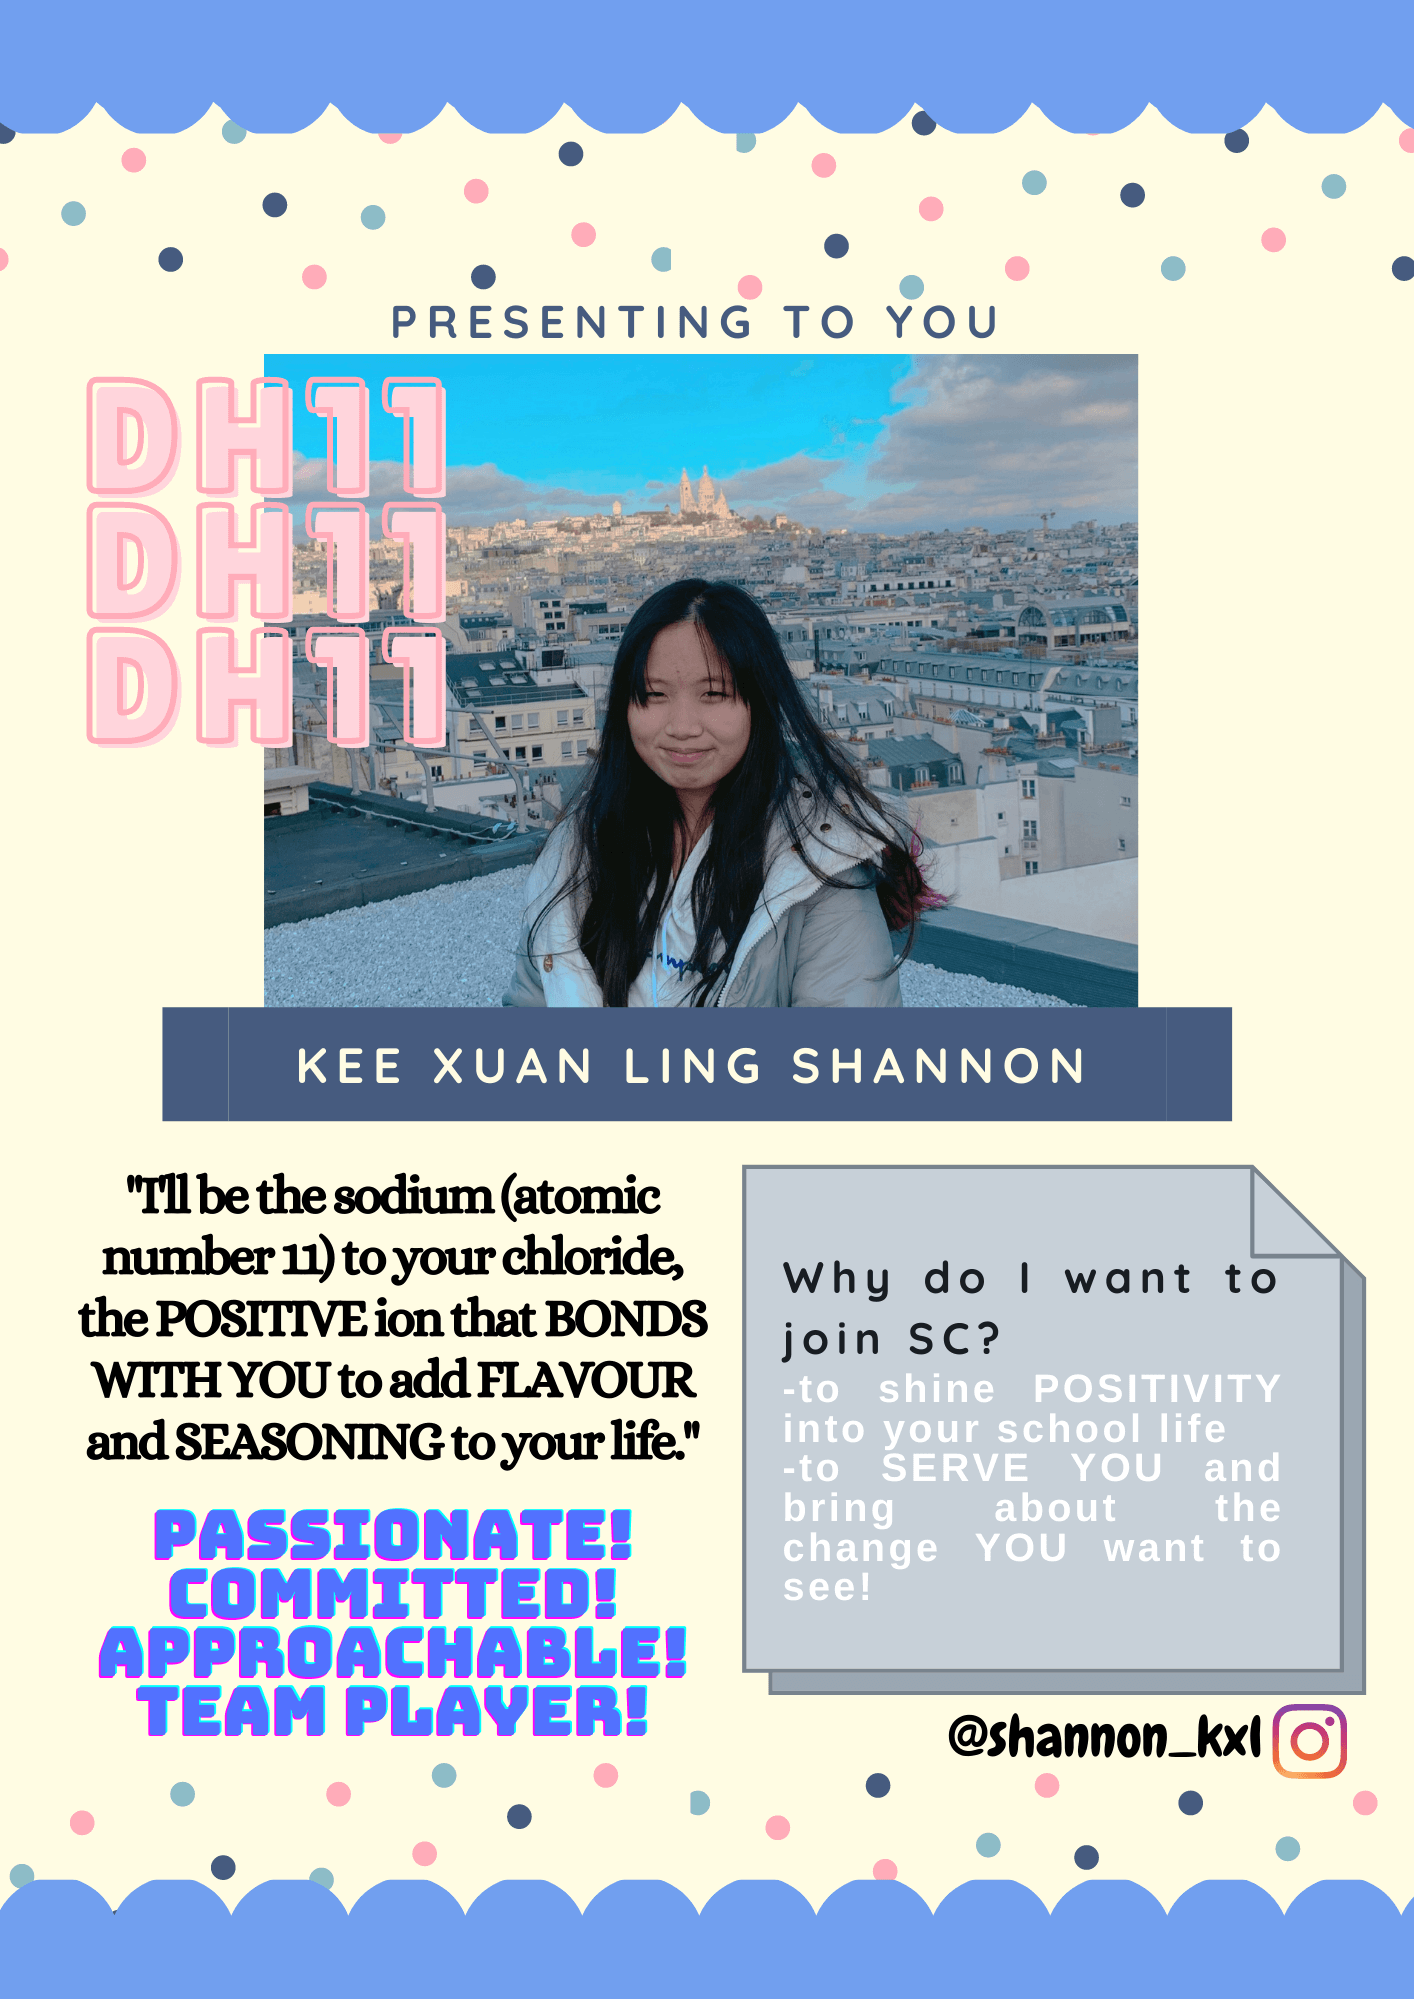 PRESENTING TO YOU
DH11
DH11
DH11
KEE XUAN LING SHANNON
"I'll be the sodium (atomic
number 11) to your chloride,
the POSITIVE ion that BONDS
WITH YOU to add FLAVOUR
and SEASONING to your life."
PASSIONATE!
COMMITTED!
APPROACHABLE!
TEAM PLAYER!
Why do I want to
join SC?
-to shine POSITIVITY
into your school life
-to SERVE YOU and
bring about the
change YOU want to
see!
@shannon_kxl